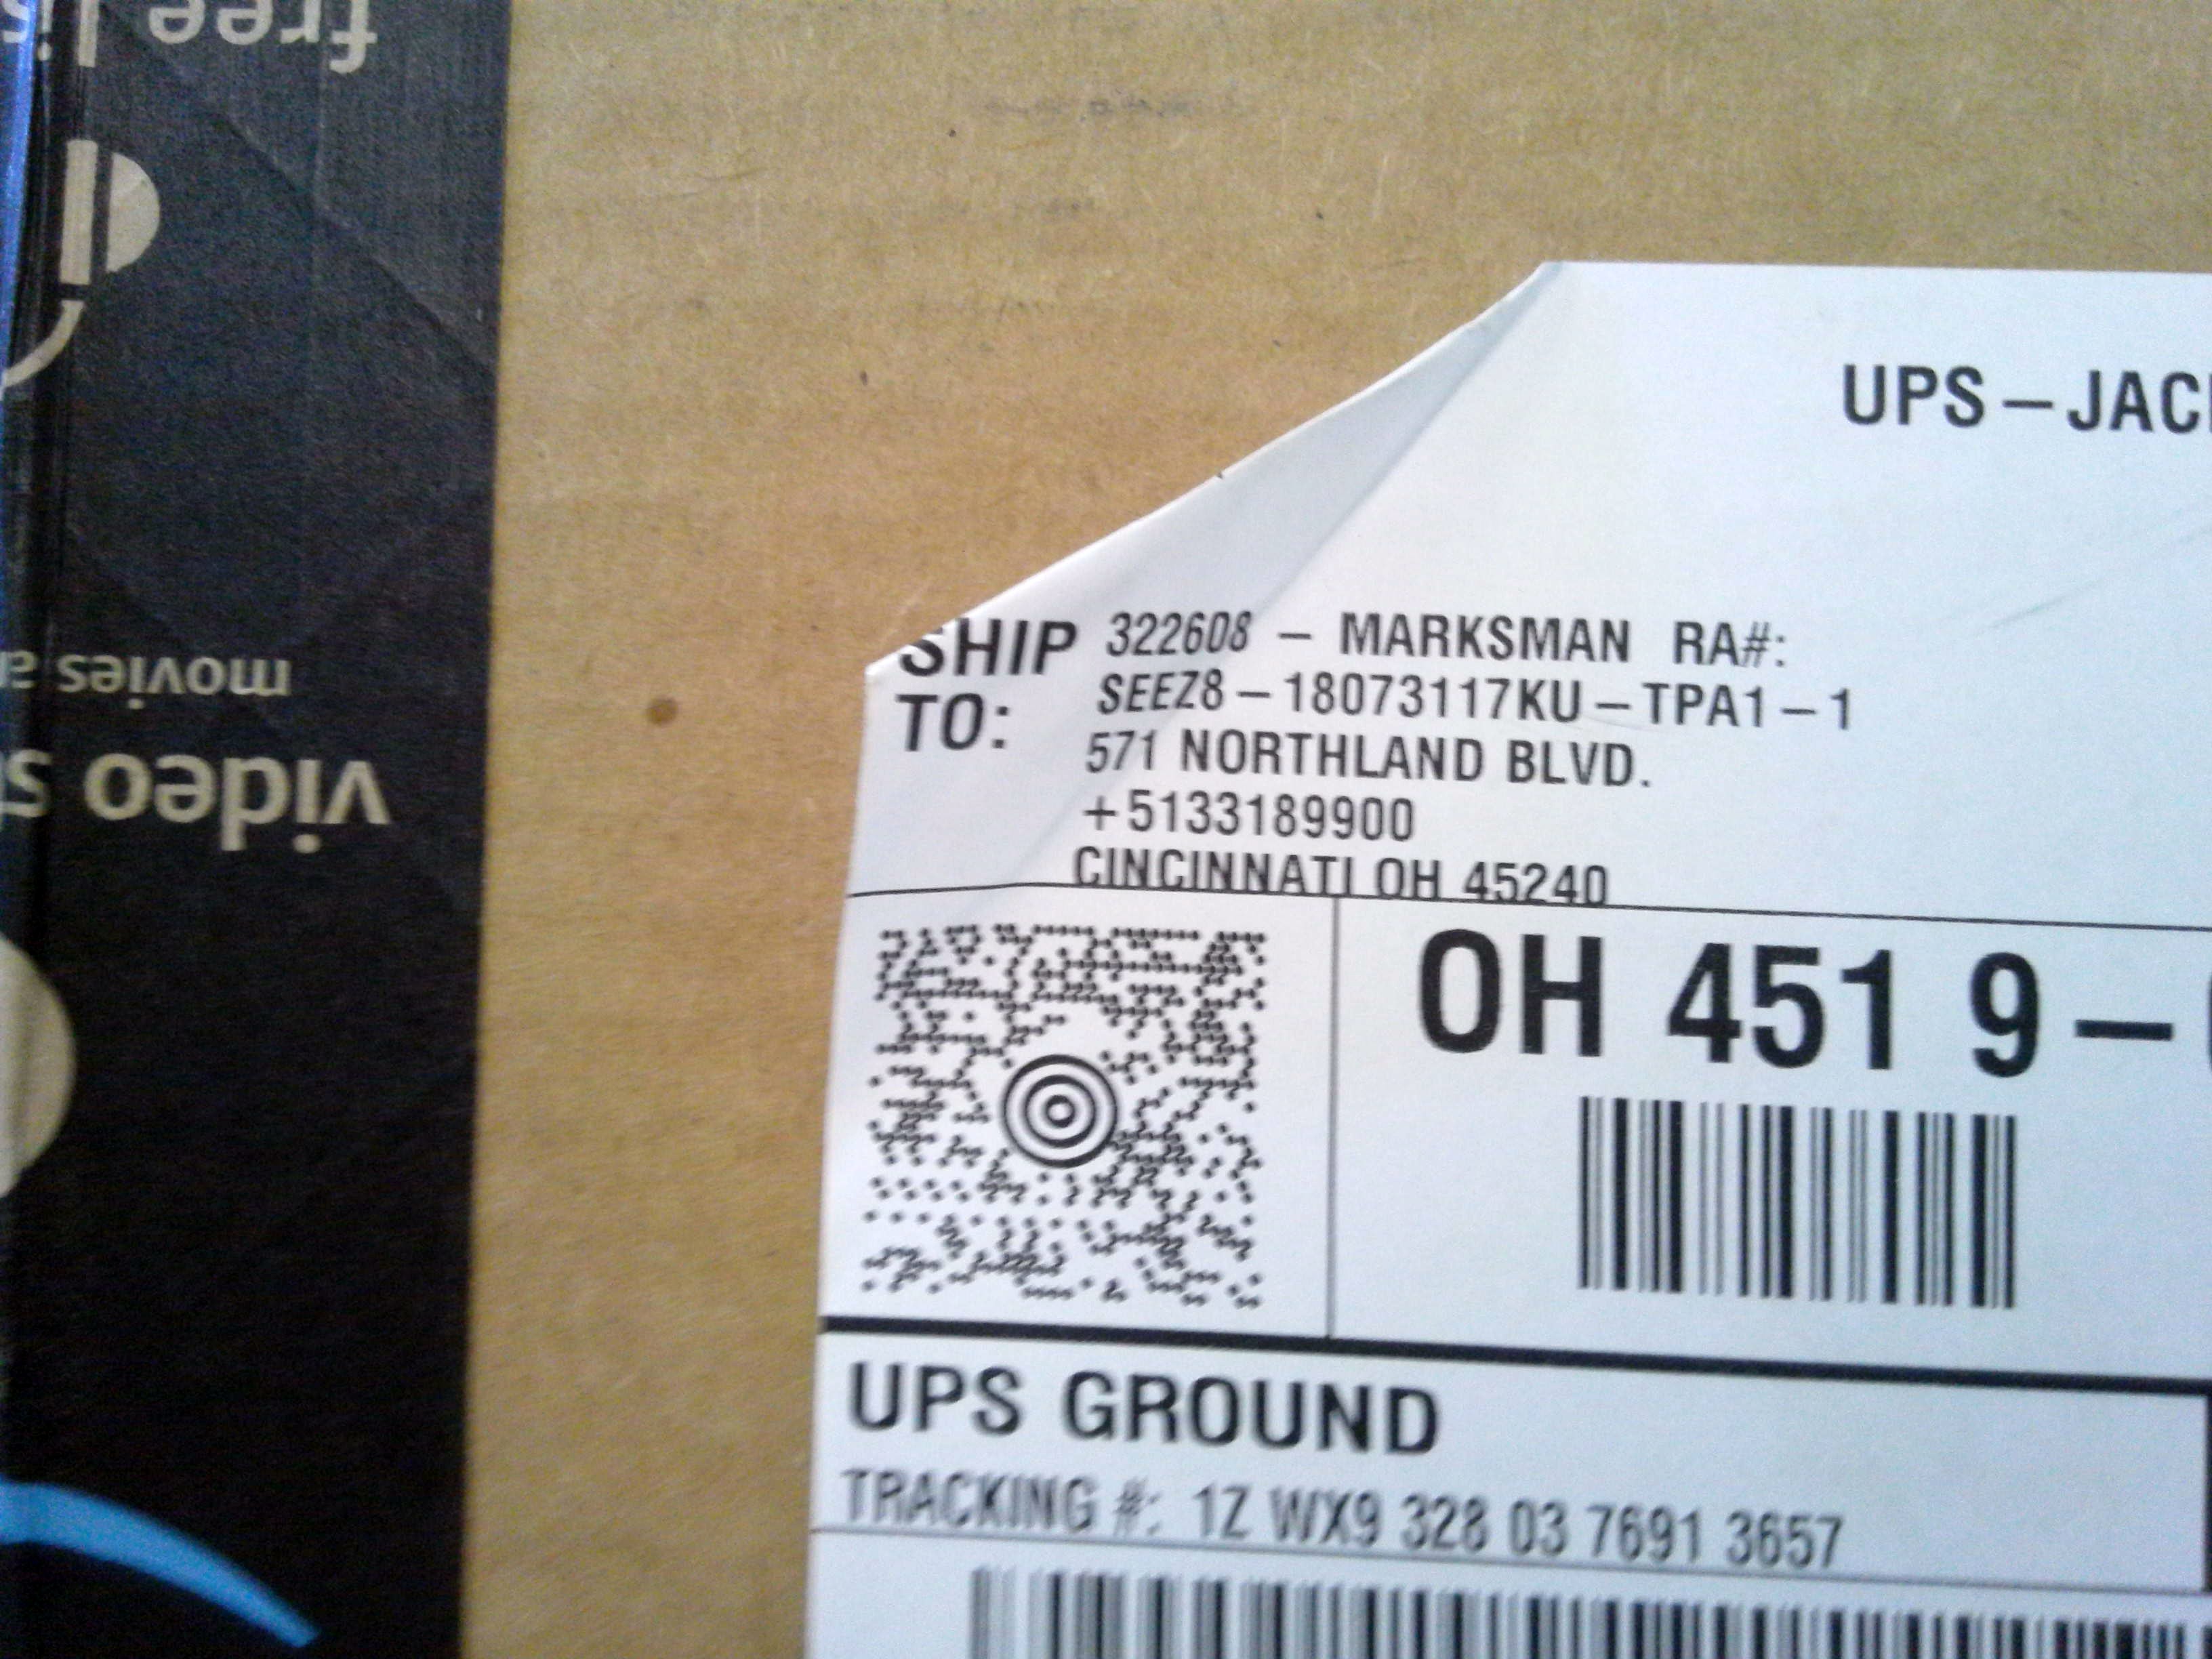 free
movies
video
UPS-JAC
SHIP TO:
322608 - MARKSMAN RA#:
SEEZ8-18073117KU-TPA1-1
571 NORTHLAND BLVD.
+5133189900
CINCINNATI OH 45240
OH 451 9-
UPS GROUND
TRACKING #: 1Z WX9 328 03 7691 3657